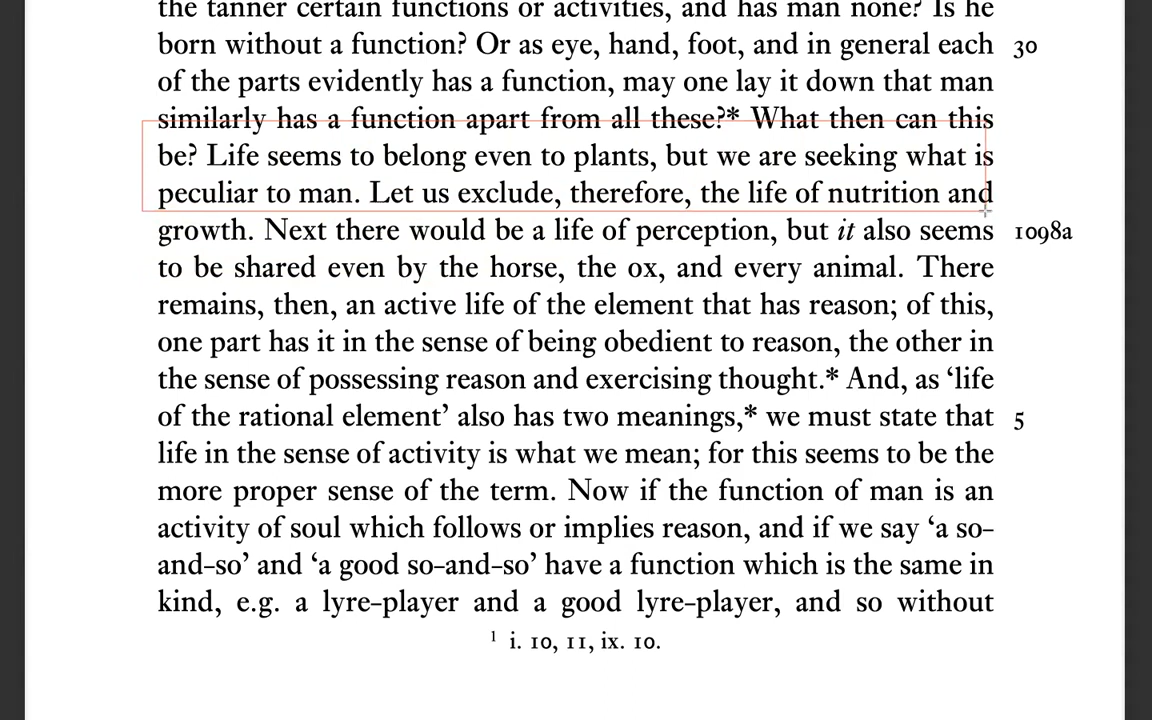 the tanner certain functions or activities, and has man none? Is he
born without a function? Or as eye, hand, foot, and in general each 30
of the parts evidently has a function, may one lay it down that man
similarly has a function apart from all these?* What then can this
be? Life seems to belong even to plants, but we are seeking what is
peculiar to man. Let us exclude, therefore, the life of nutrition and
growth. Next there would be a life of perception, but it also seems 1098a
to be shared even by the horse, the ox, and every animal. There
remains, then, an active life of the element that has reason; of this,
one part has it in the sense of being obedient to reason, the other in
the sense of possessing reason and exercising thought.* And, as ‘life
of the rational element’ also has two meanings,* we must state that 5
life in the sense of activity is what we mean; for this seems to be the
more proper sense of the term. Now if the function of man is an
activity of soul which follows or implies reason, and if we say ‘a so-
and-so’ and ‘a good so-and-so’ have a function which is the same in
kind, e.g. a lyre-player and a good lyre-player, and so without
¹ i. 10, 11, ix. 10.